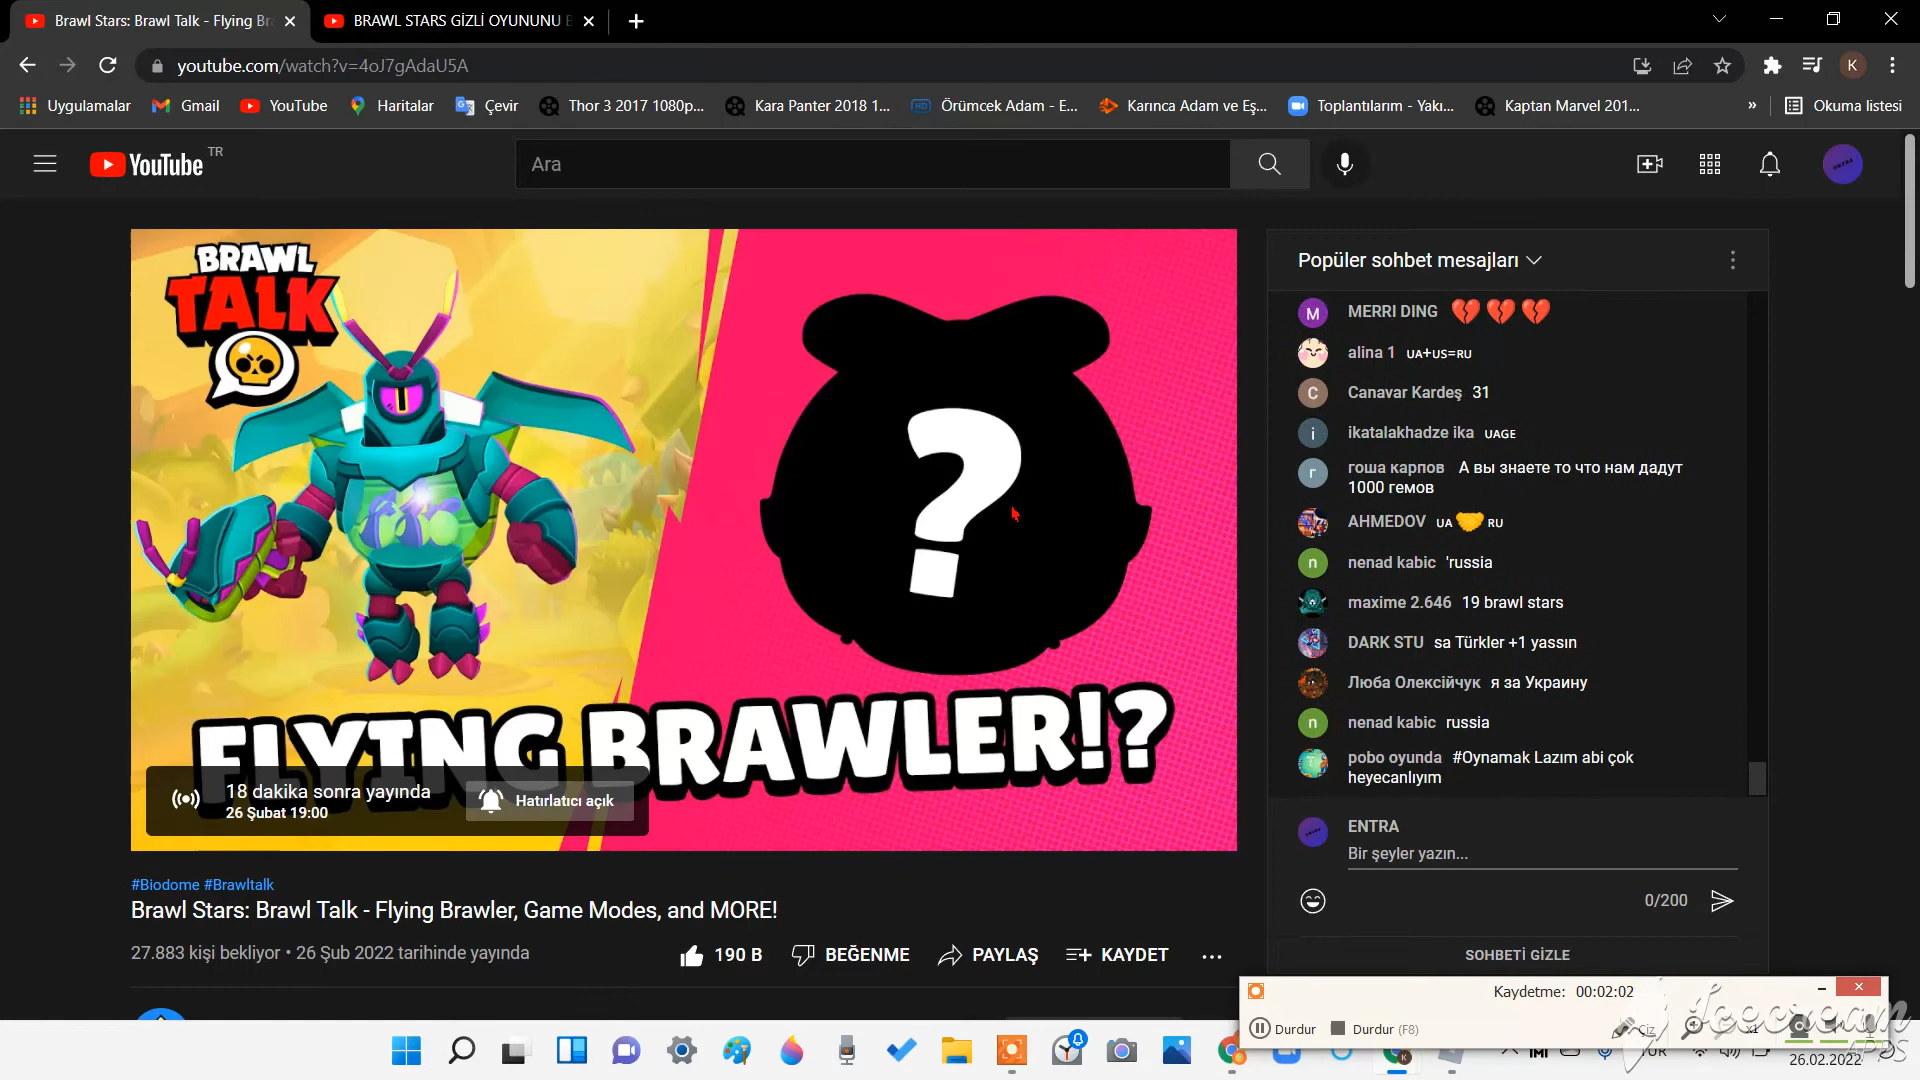 Brawl Stars: Brawl Talk - Flying Br
BRAWL STARS GİZLİ OYUNUNU
youtube.com/watch?v=4oJ7gAdaU5A
K
Uygulamalar
Gmail
YouTube
Haritalar
Çevir
Thor 3 2017 1080p...
Kara Panter 2018 1...
Örümcek Adam - E...
Karınca Adam ve Eş...
Toplantılarım - Yakı...
Kaptan Marvel 201...
»
Okuma listesi
YouTube TR
Ara
BRAWL
TALK
?
FLYING BRAWLER!?
18 dakika sonra yayında
26 Şubat 19:00
Hatırlatıcı açık
#Biodome #Brawltalk
Brawl Stars: Brawl Talk - Flying Brawler, Game Modes, and MORE!
27.883 kişi bekliyor • 26 Şub 2022 tarihinde yayında
190 B
BEĞENME
PAYLAŞ
KAYDET
Popüler sohbet mesajları
M MERRI DING 💔💔💔
alina 1 UA+US=RU
C Canavar Kardeş 31
i ikatalakhadze ika UAGE
г гоша карпов А вы знаете то что нам дадут
1000 гемов
AHMEDOV UA🤝RU
n nenad kabic 'russia
maxime 2.646 19 brawl stars
DARK STU sa Türkler +1 yassın
Люба Олексійчук я за Украину
n nenad kabic russia
pobo oyunda #Oynamak Lazım abi çok
heyecanlıyım
ENTRA
Bir şeyler yazın...
0/200
SOHBETİ GİZLE
Kaydetme: 00:02:02
Durdur
Durdur (F8)
Çiz
x1
Icecream
APPS
TUR
26.02.2022